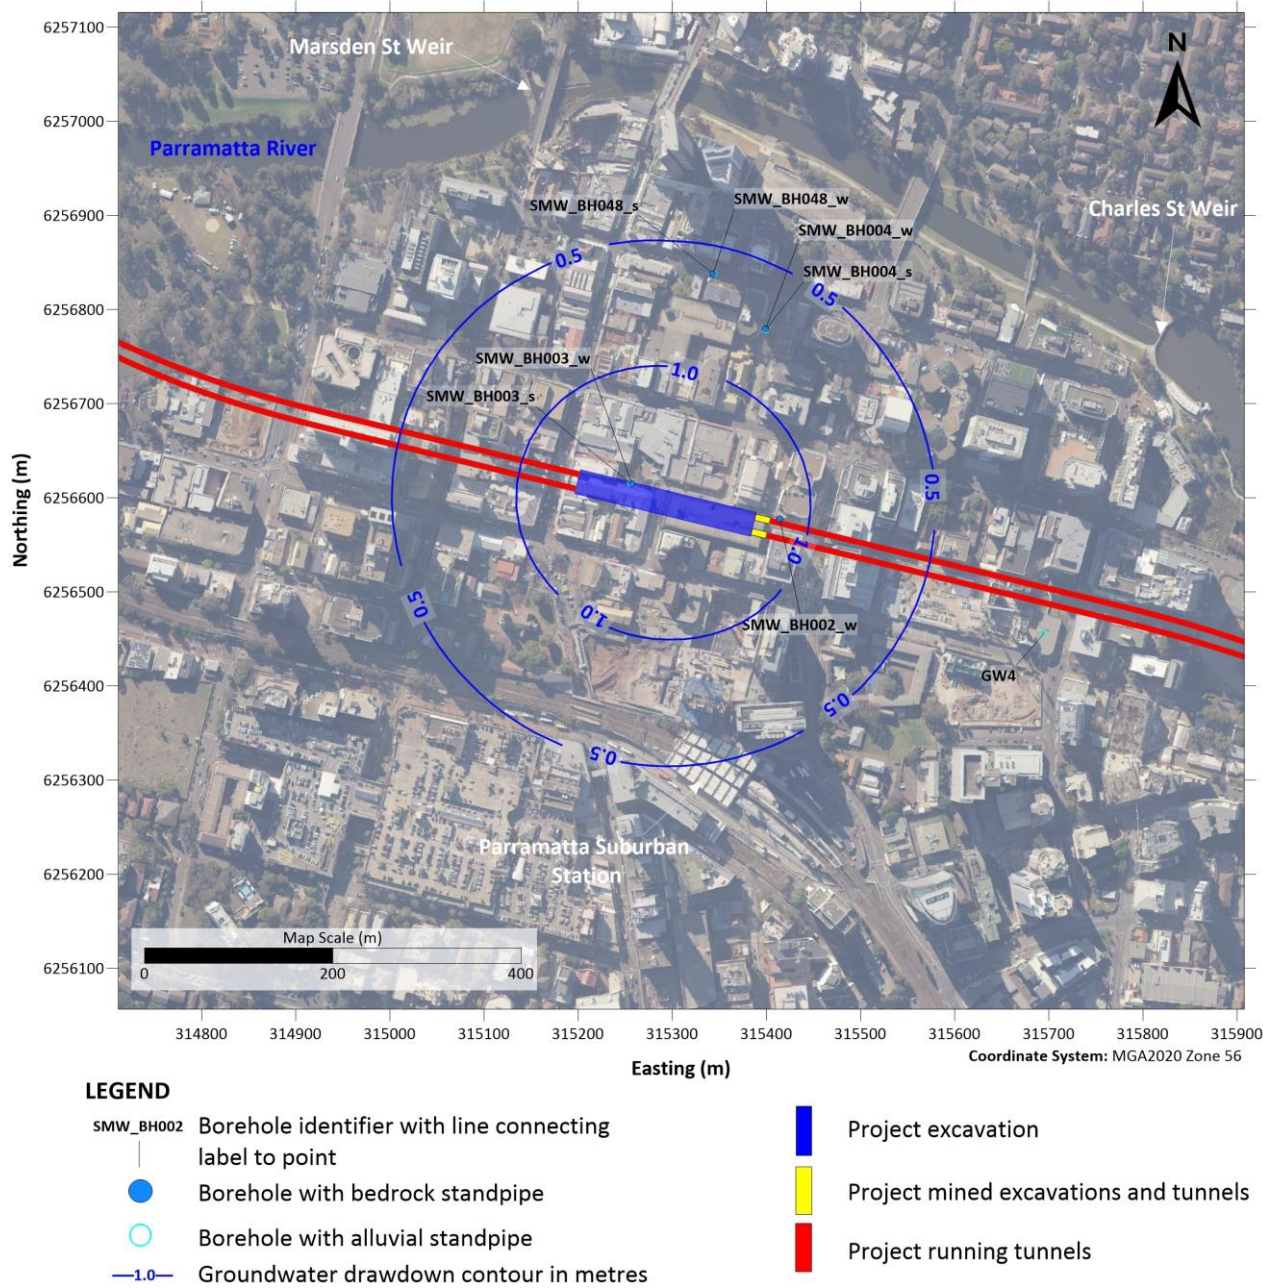 6257100
6257000
6256900
6256800
6256700
6256600
6256500
6256400
6256300
6256200
6256100
Northing (m)
Marsden St Weir
N
Parramatta River
SMW_BH048_s
SMW_BH048_w
Charles St Weir
SMW_BH004_w
SMW_BH004_s
0.5
0.5
SMW_BH003_w
1.0
SMW_BH003_s
0.5
1.0
0.5
1.0
SMW_BH002_w
GW4
0.5
0.5
Parramatta Suburban
Station
Map Scale (m)
0 200 400
314800 314900 315000 315100 315200 315300 315400 315500 315600 315700 315800 315900
Easting (m)
Coordinate System: MGA2020 Zone 56
LEGEND
SMW_BH002 Borehole identifier with line connecting
label to point
Borehole with bedrock standpipe
Borehole with alluvial standpipe
1.0 Groundwater drawdown contour in metres
Project excavation
Project mined excavations and tunnels
Project running tunnels